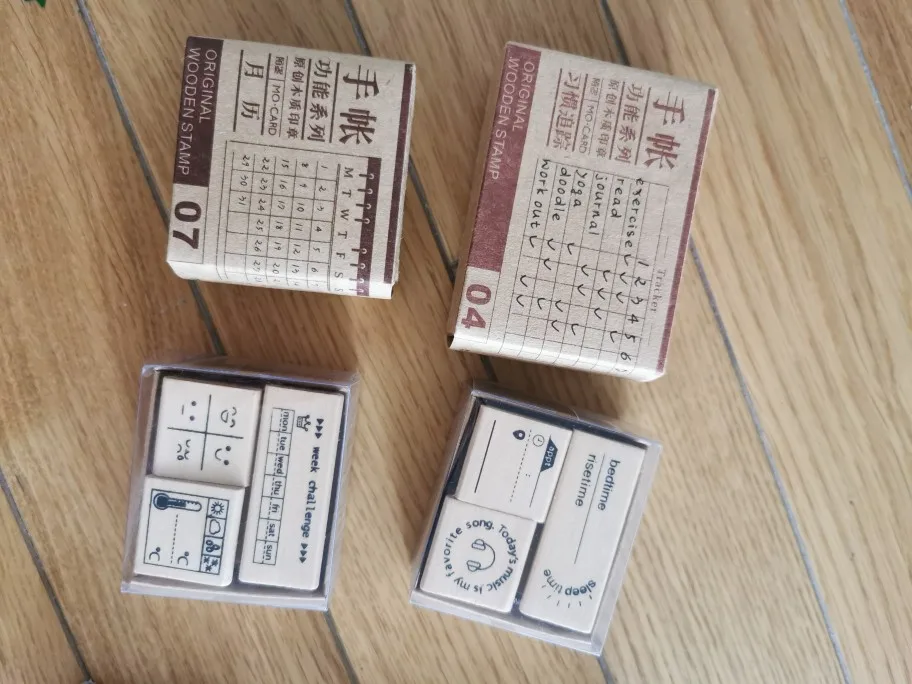 手帐
功能系列
原创木质印章
MO·CARD
月历
ORIGINAL
WOODEN STAMP
07
M T W T F S S
1 2 3 4 5 6
8 9 10 11 12 13
15 16 17 18 19 20
22 23 24 25 26 27
29 30 31
手帐
功能系列
原创木质印章
MO·CARD
习惯追踪
ORIGINAL
WOODEN STAMP
04
Tracker
1 2 3 4 5 6
exercise
read
journal
yoga
doodle
work out
week challenge
mon tue wed thu fri sat sun
°C
°C
bedtime
risetime
sleep time
appt
:
Today's music is my favorite song.